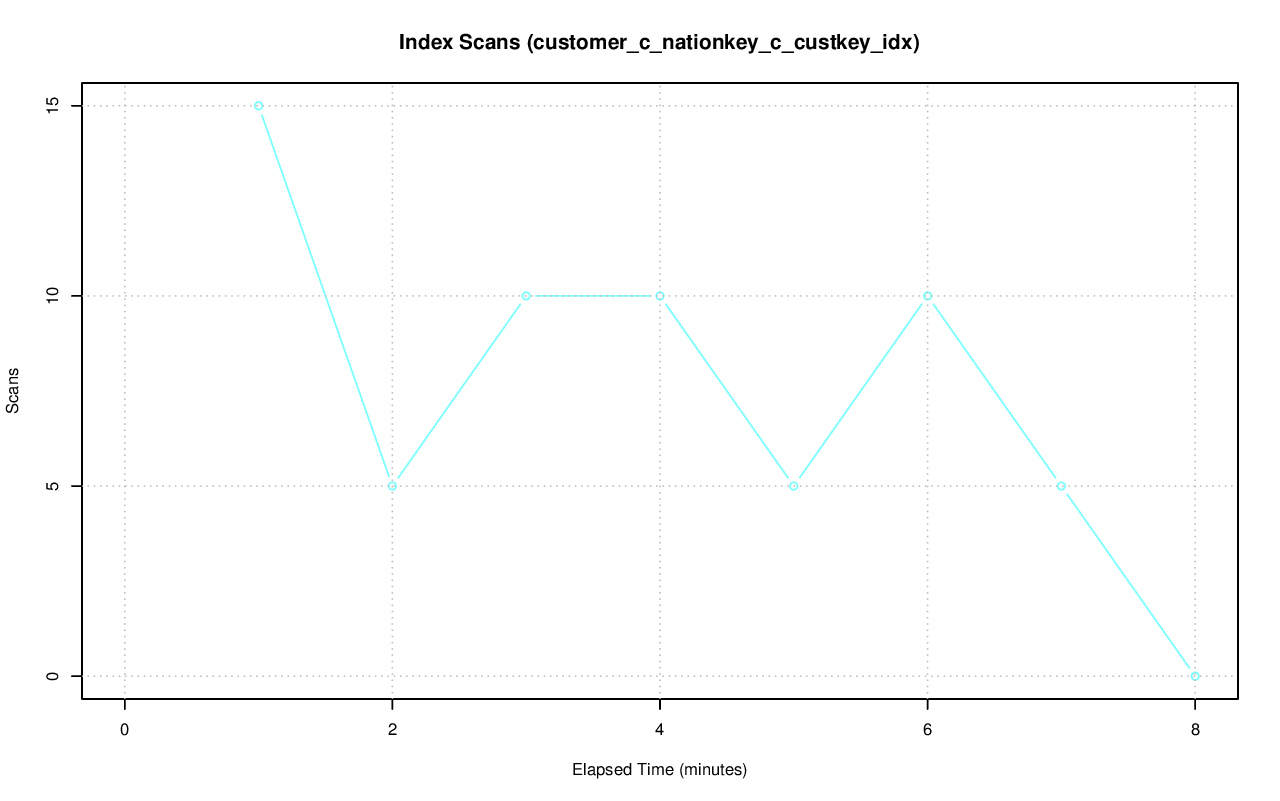 Index Scans (customer_c_nationkey_c_custkey_idx)
15
10
5
0
Scans
0 2 4 6 8
Elapsed Time (minutes)